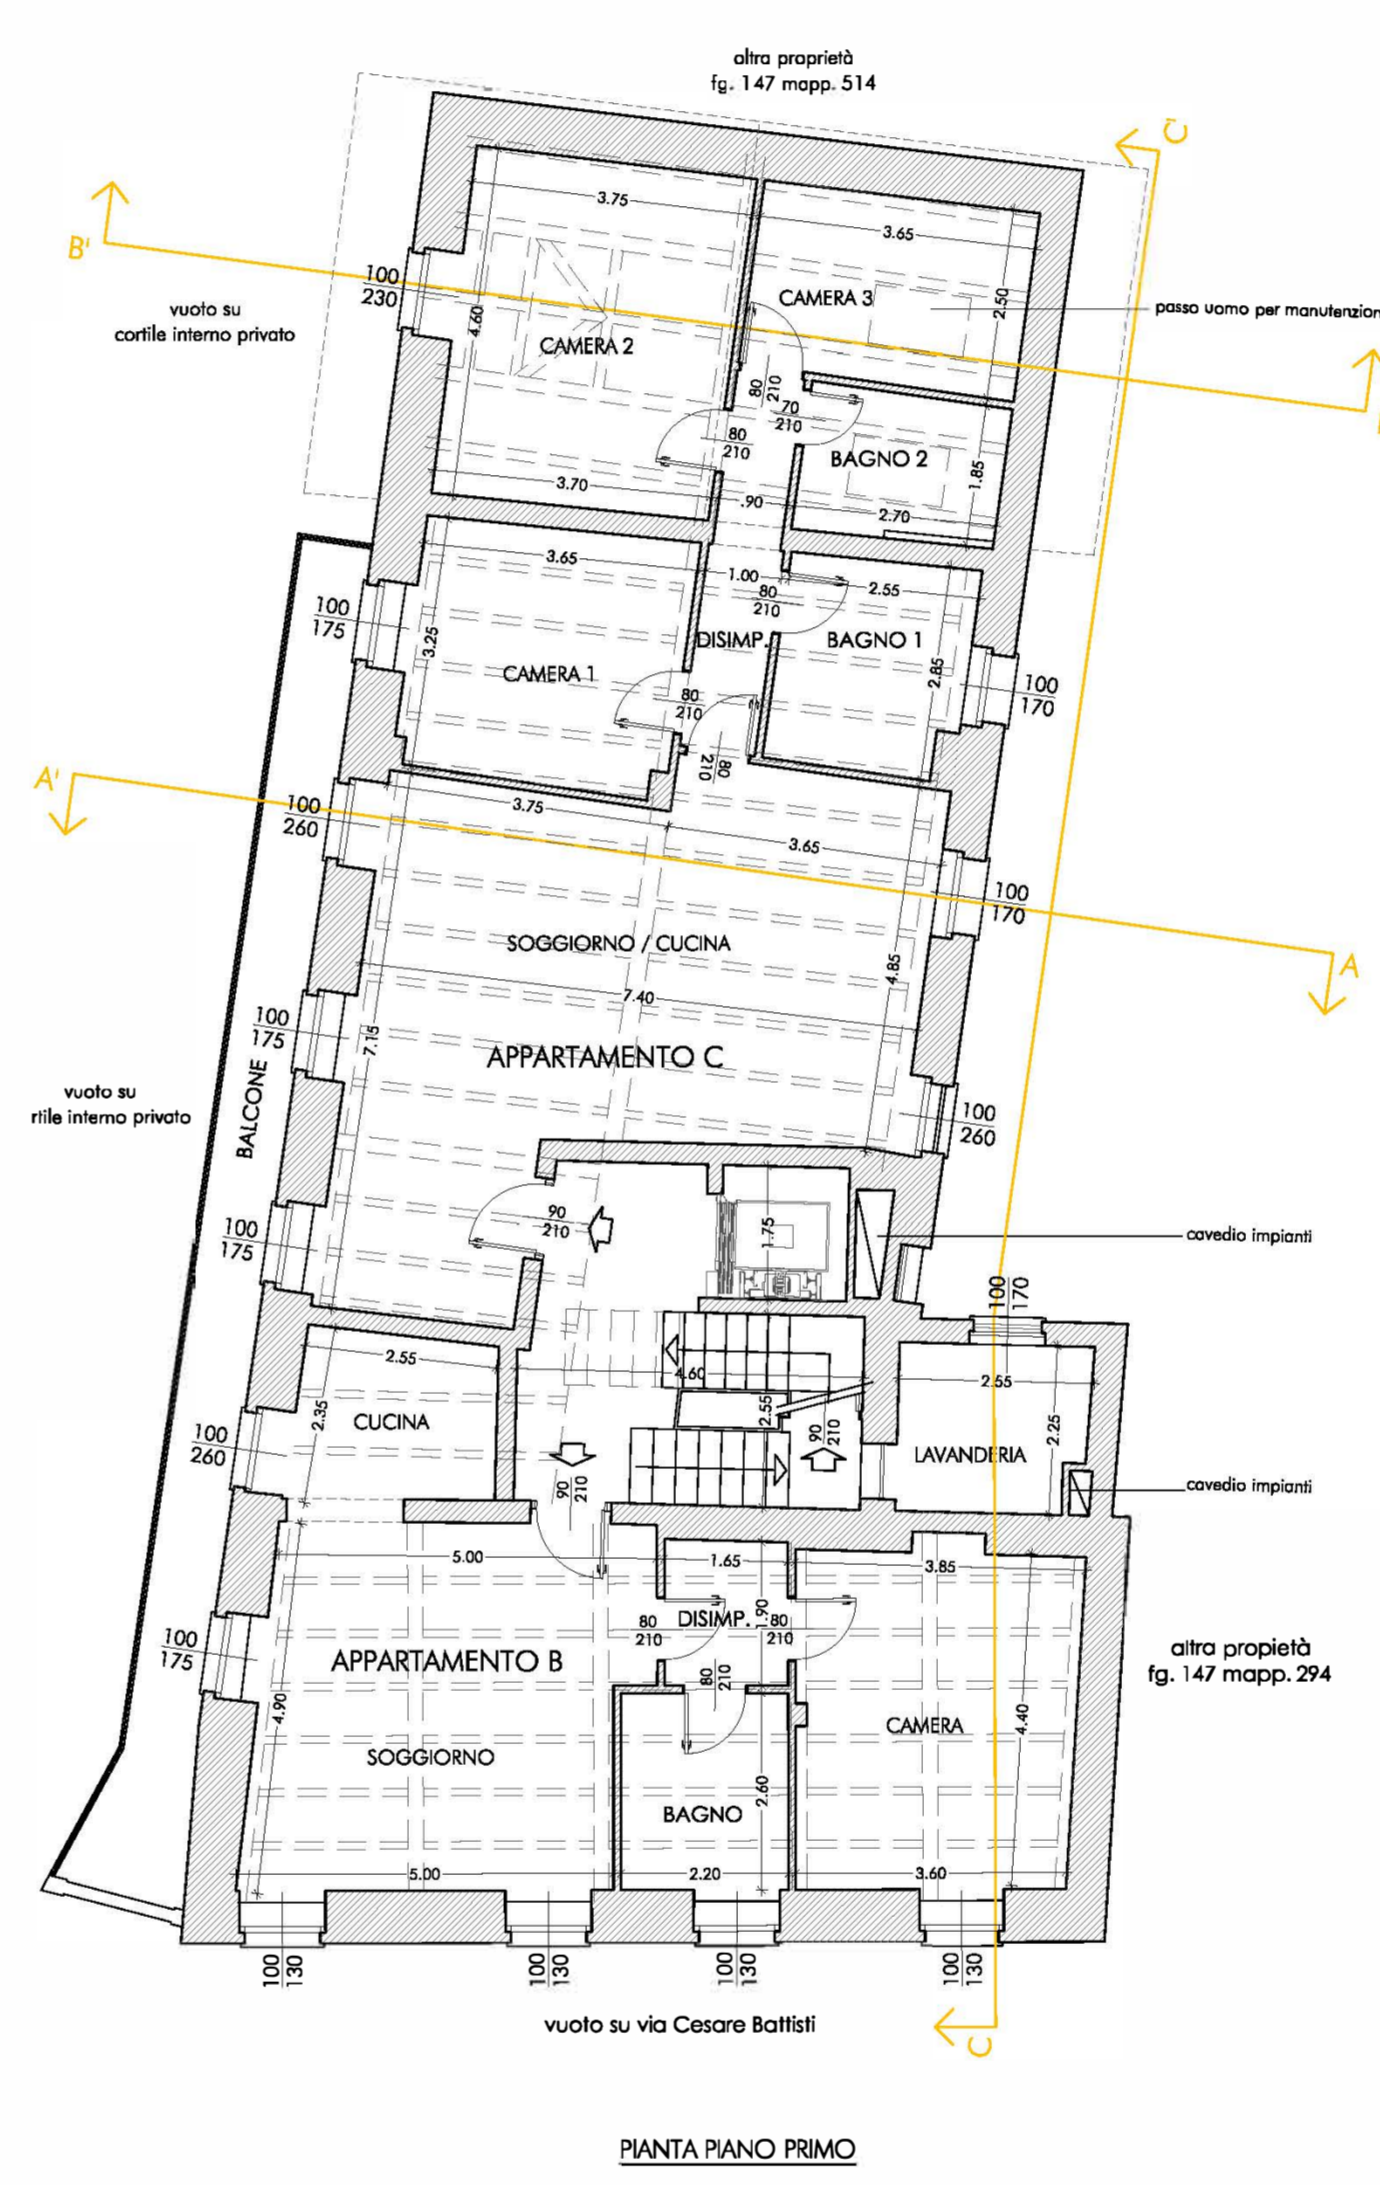 altra proprietà
fg. 147 mapp. 514
C'
B'
vuoto su
cortile interno privato
100
230
3.75
3.65
4.60
CAMERA 2
CAMERA 3
2.50
passo uomo per manutenzion
80
210
70
210
80
210
BAGNO 2
1.85
3.70
.90
2.70
3.65
1.00
2.55
80
210
100
175
3.25
CAMERA 1
DISIMP.
BAGNO 1
2.85
100
170
80
210
80
210
A'
100
260
3.75
3.65
100
170
A
SOGGIORNO / CUCINA
4.85
7.40
100
175
7.15
APPARTAMENTO C
BALCONE
vuoto su
rtile interno privato
100
260
90
210
1.75
cavedio impianti
100
175
100
170
2.55
4.60
2.55
2.35
CUCINA
2.55
90
210
2.25
LAVANDERIA
100
260
90
210
cavedio impianti
5.00
1.65
3.85
80
210
DISIMP.
1.90
80
210
100
175
APPARTAMENTO B
80
210
altra propietà
fg. 147 mapp. 294
4.90
SOGGIORNO
CAMERA
4.40
BAGNO
2.60
5.00
2.20
3.60
100
130
100
130
100
130
100
130
vuoto su via Cesare Battisti
C
PIANTA PIANO PRIMO